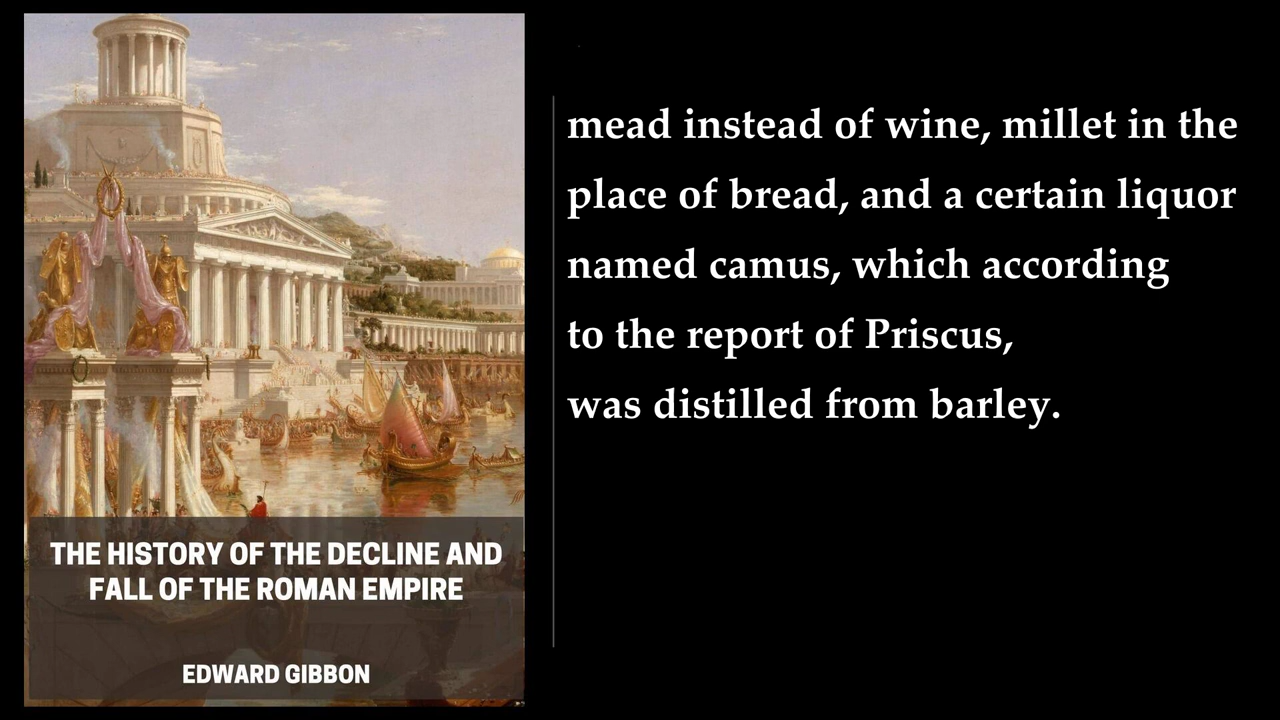 mead instead of wine, millet in the
place of bread, and a certain liquor
named camus, which according
to the report of Priscus,
was distilled from barley.
THE HISTORY OF THE DECLINE AND
FALL OF THE ROMAN EMPIRE
EDWARD GIBBON